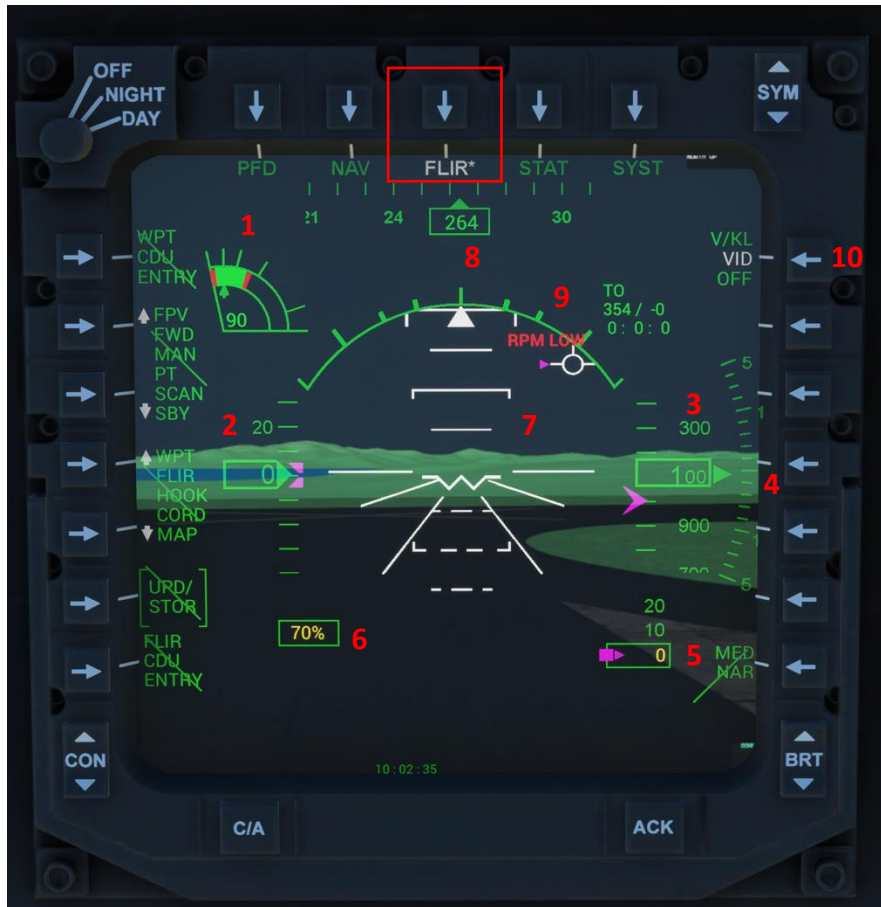 OFF
NIGHT
DAY
SYM
PFD
NAV
FLIR*
STAT
SYST
21
24
264
30
1
8
WPT
CDU
ENTRY
90
9
TO
354 / -0
0 : 0 : 0
V/KL
VID
OFF
10
RPM LOW
FPV
FWD
MAN
PT
SCAN
SBY
5
1
2
20
0
7
3
300
100
4
900
700
1
5
WPT
FLIR
HOOK
CORD
MAP
UPD/
STOR
FLIR
CDU
ENTRY
70%
6
20
10
0
5
MED
NAR
CON
10 : 02 : 35
BRT
C/A
ACK